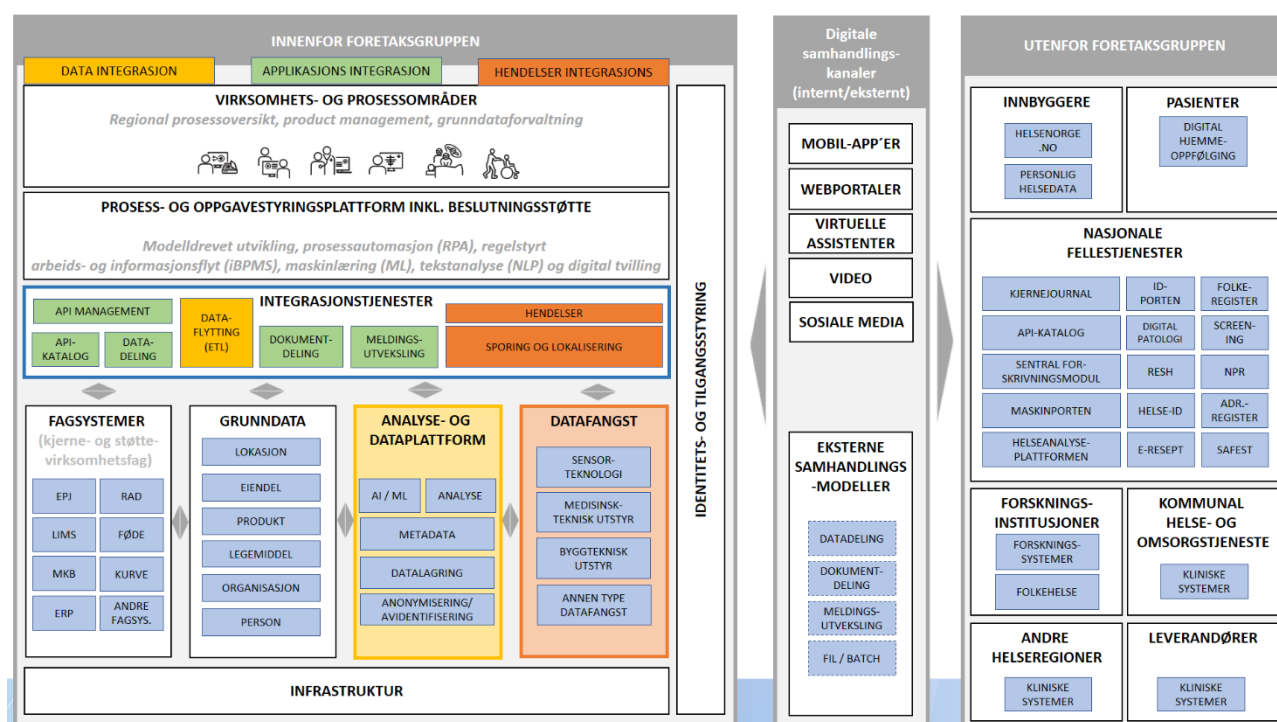 INNENFOR FORETAKSGRUPPEN
DATA INTEGRASJON
APPLIKASJONS INTEGRASJON
HENDELSER INTEGRASJONS
VIRKSOMHETS- OG PROSESSOMRÅDER
Regional prosessoversikt, product management, grunndataforvaltning
PROSESS- OG OPPGAVESTYRINGSPLATTFORM INKL. BESLUTNINGSSTØTTE
Modelldrevet utvikling, prosessautomasjon (RPA), regelstyrt
arbeids- og informasjonsflyt (iBPMS), maskinlæring (ML), tekstanalyse (NLP) og digital tvilling
INTEGRASJONSTJENESTER
API MANAGEMENT
API-
KATALOG
DATA-
DELING
DATA-
FLYTTING
(ETL)
DOKUMENT-
DELING
MELDINGS-
UTVEKSLING
HENDELSER
SPORING OG LOKALISERING
FAGSYSTEMER
(kjerne- og støtte-
virksomhetsfag)
EPJ
RAD
LIMS
FØDE
MKB
KURVE
ERP
ANDRE
FAGSYS.
GRUNNDATA
LOKASJON
EIENDEL
PRODUKT
LEGEMIDDEL
ORGANISASJON
PERSON
ANALYSE- OG
DATAPLATTFORM
AI / ML
ANALYSE
METADATA
DATALAGRING
ANONYMISERING/
AVIDENTIFISERING
DATAFANGST
SENSOR-
TEKNOLOGI
MEDISINSK-
TEKNISK UTSTYR
BYGGTEKNISK
UTSTYR
ANNEN TYPE
DATAFANGST
INFRASTRUKTUR
IDENTITETS- OG TILGANGSSTYRING
Digitale
samhandlings-
kanaler
(internt/eksternt)
MOBIL-APP´ER
WEBPORTALER
VIRTUELLE
ASSISTENTER
VIDEO
SOSIALE MEDIA
EKSTERNE
SAMHANDLINGS
-MODELLER
DATADELING
DOKUMENT-
DELING
MELDINGS-
UTVEKSLING
FIL / BATCH
UTENFOR FORETAKSGRUPPEN
INNBYGGERE
HELSENORGE
.NO
PERSONLIG
HELSEDATA
PASIENTER
DIGITAL
HJEMME-
OPPFØLGING
NASJONALE
FELLESTJENESTER
KJERNEJOURNAL
ID-
PORTEN
FOLKE-
REGISTER
API-KATALOG
DIGITAL
PATOLOGI
SCREEN-
ING
SENTRAL FOR-
SKRIVNINGSMODUL
RESH
NPR
MASKINPORTEN
HELSE-ID
ADR.-
REGISTER
HELSEANALYSE-
PLATTFORMEN
E-RESEPT
SAFEST
FORSKNINGS-
INSTITUSJONER
FORSKNINGS-
SYSTEMER
FOLKEHELSE
KOMMUNAL
HELSE- OG
OMSORGSTJENESTE
KLINISKE
SYSTEMER
ANDRE
HELSEREGIONER
KLINISKE
SYSTEMER
LEVERANDØRER
KLINISKE
SYSTEMER